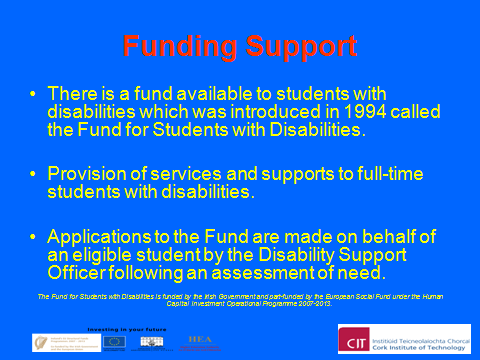 Funding Support
• There is a fund available to students with
disabilities which was introduced in 1994 called
the Fund for Students with Disabilities.
• Provision of services and supports to full-time
students with disabilities.
• Applications to the Fund are made on behalf of
an eligible student by the Disability Support
Officer following an assessment of need.
The Fund for Students with Disabilities is funded by the Irish Government and part-funded by the European Social Fund under the Human
Capital Investment Operational Programme 2007-2013.
Investing in your future
HEA
CIT
Institiúid Teicneolaíochta Chorcaí
Cork Institute of Technology